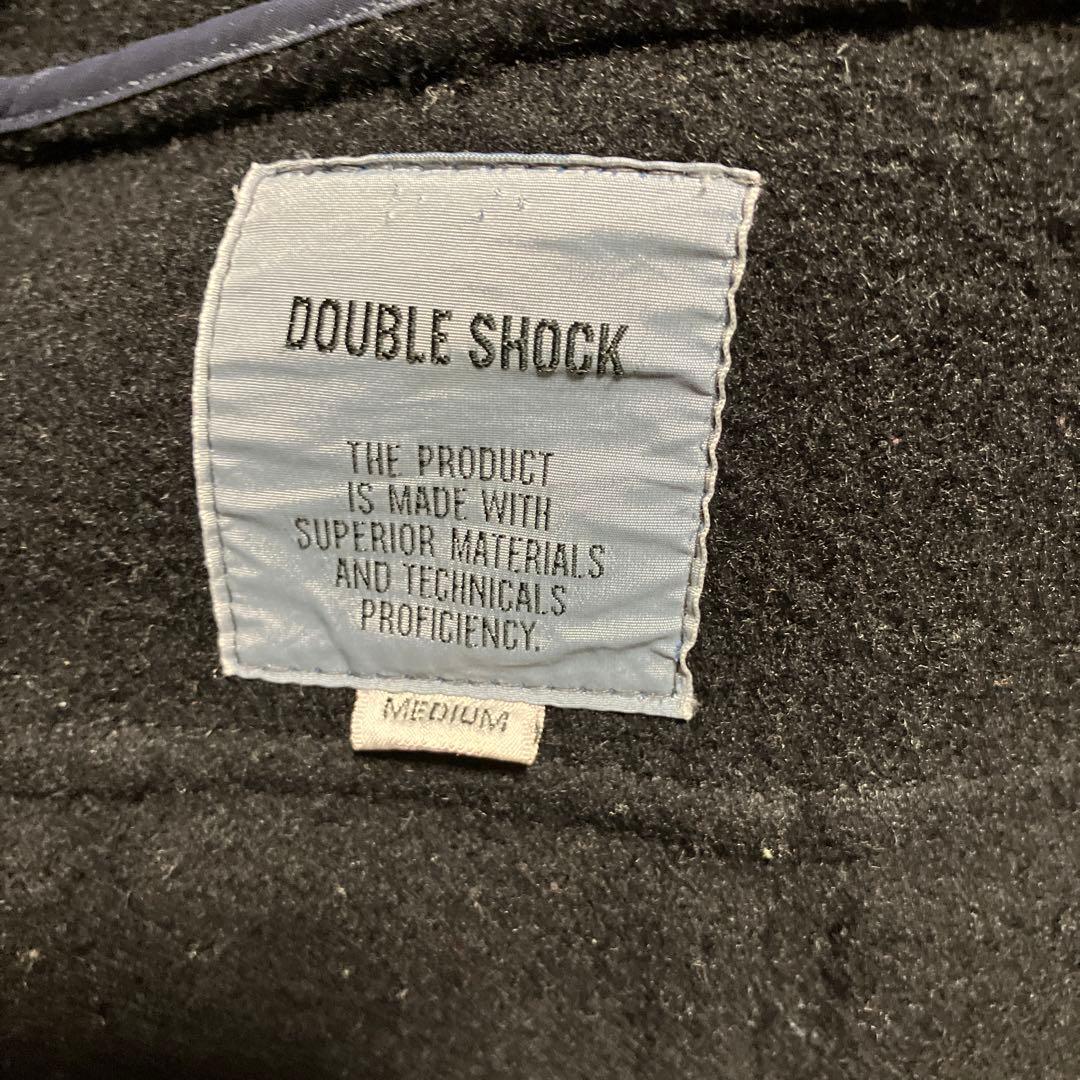 DOUBLE SHOCK
THE PRODUCT
IS MADE WITH
SUPERIOR MATERIALS
AND TECHNICALS
PROFICIENCY.
MEDIUM